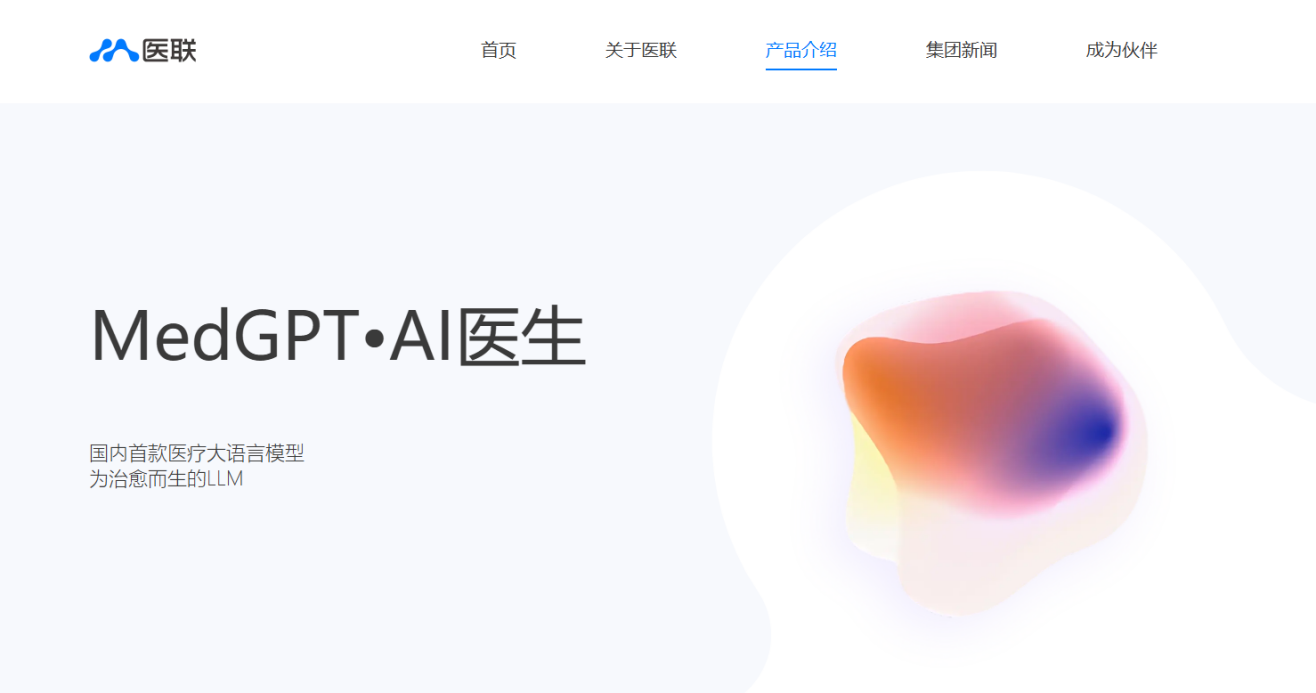 医联
首页
关于医联
产品介绍
集团新闻
成为伙伴
MedGPT•AI医生
国内首款医疗大语言模型
为治愈而生的LLM